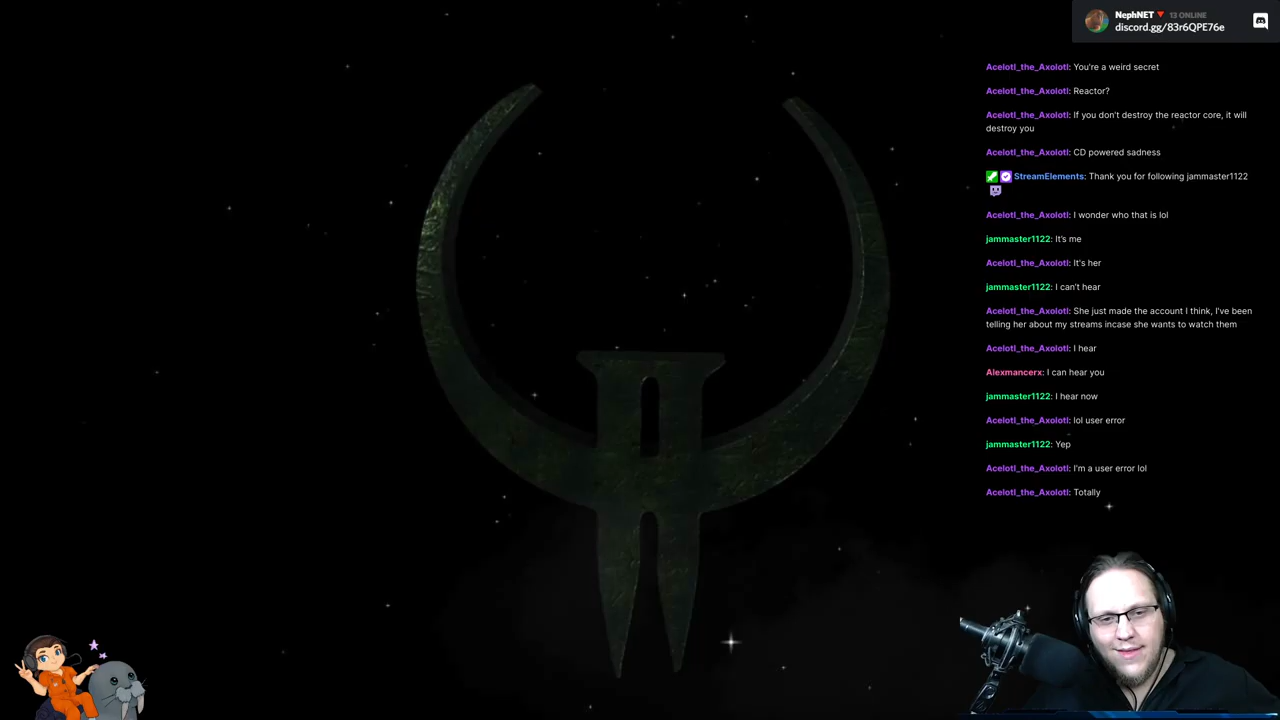 NephNET 13 ONLINE
discord.gg/83r6QPE76e
Acelotl_the_Axolotl: You're a weird secret
Acelotl_the_Axolotl: Reactor?
Acelotl_the_Axolotl: If you don't destroy the reactor core, it will
destroy you
Acelotl_the_Axolotl: CD powered sadness
StreamElements: Thank you for following jammaster1122
Acelotl_the_Axolotl: I wonder who that is lol
jammaster1122: It's me
Acelotl_the_Axolotl: It's her
jammaster1122: I can't hear
Acelotl_the_Axolotl: She just made the account I think, I've been
telling her about my streams incase she wants to watch them
Acelotl_the_Axolotl: I hear
Alexmancerx: I can hear you
jammaster1122: I hear now
Acelotl_the_Axolotl: lol user error
jammaster1122: Yep
Acelotl_the_Axolotl: I'm a user error lol
Acelotl_the_Axolotl: Totally